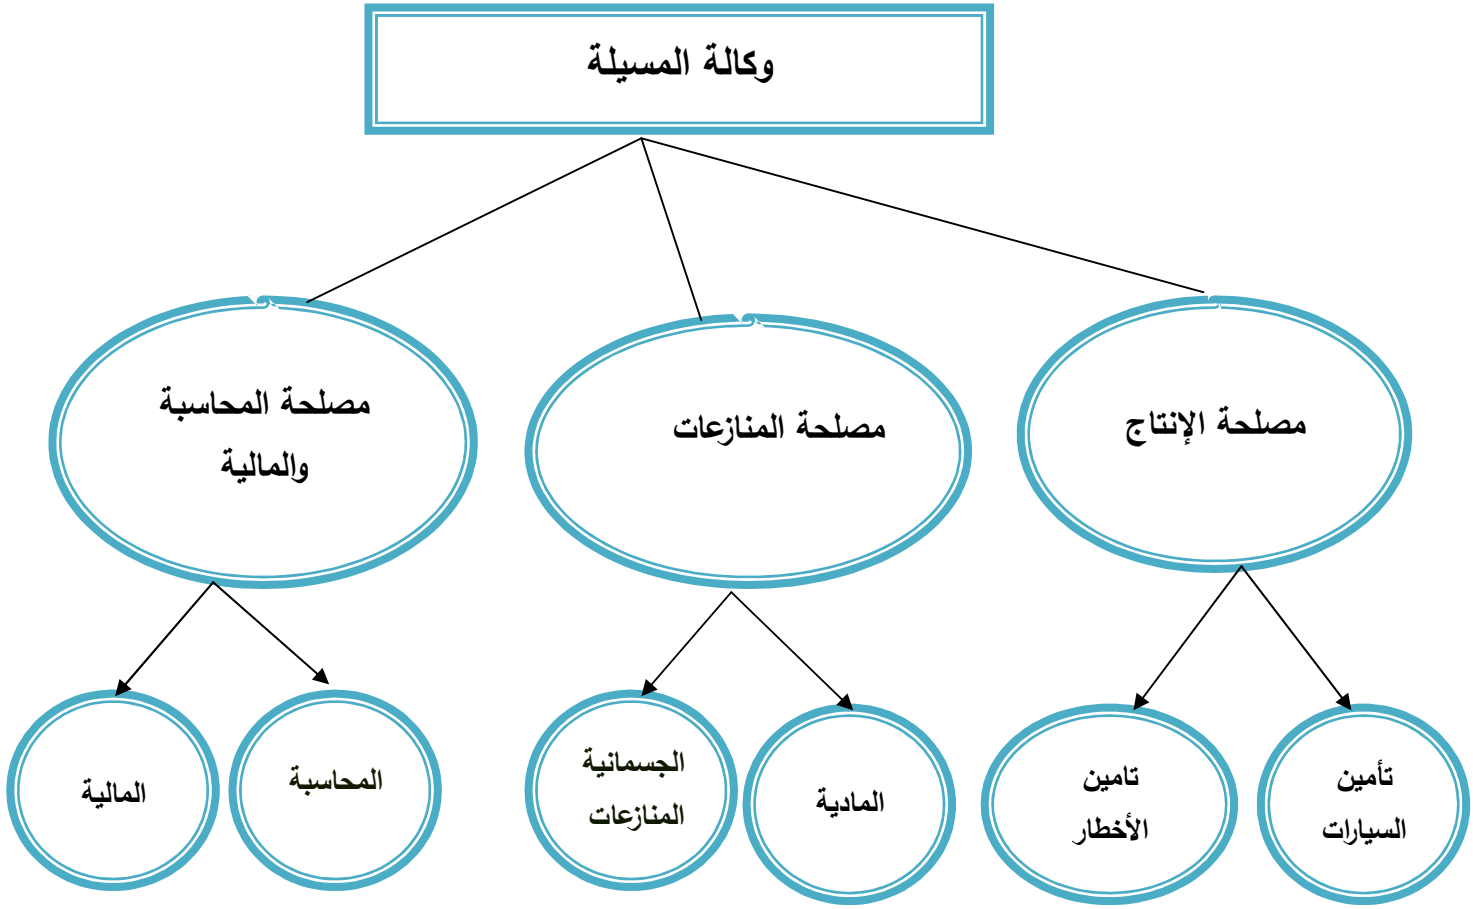 وكالة المسيلة
مصلحة الإنتاج
مصلحة المنازعات
مصلحة المحاسبة
والمالية
تأمين
السيارات
تامين
الأخطار
المادية
الجسمانية
المنازعات
المحاسبة
المالية